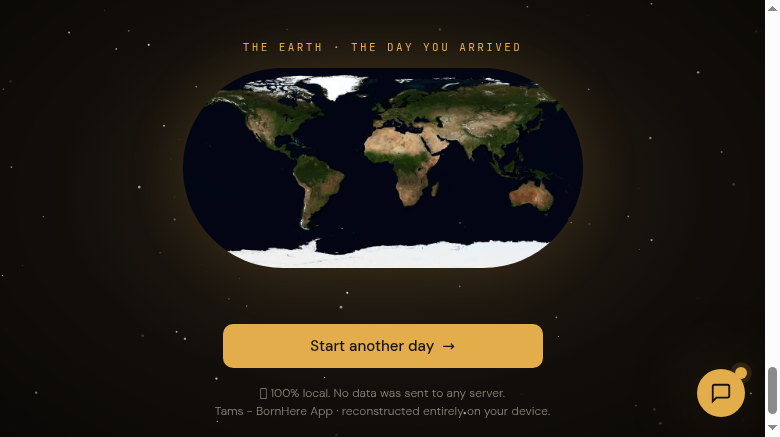 THE EARTH · THE DAY YOU ARRIVED
Start another day →
100% local. No data was sent to any server.
Tams – BornHere App · reconstructed entirely on your device.